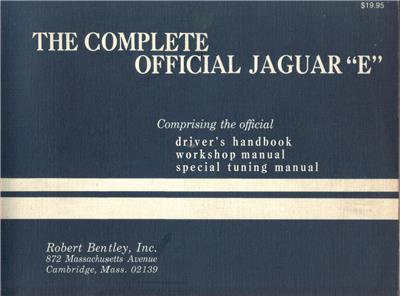 $19.95
THE COMPLETE
OFFICIAL JAGUAR "E"
Comprising the official
driver's handbook
workshop manual
special tuning manual
Robert Bentley, Inc.
872 Massachusetts Avenue
Cambridge, Mass. 02139